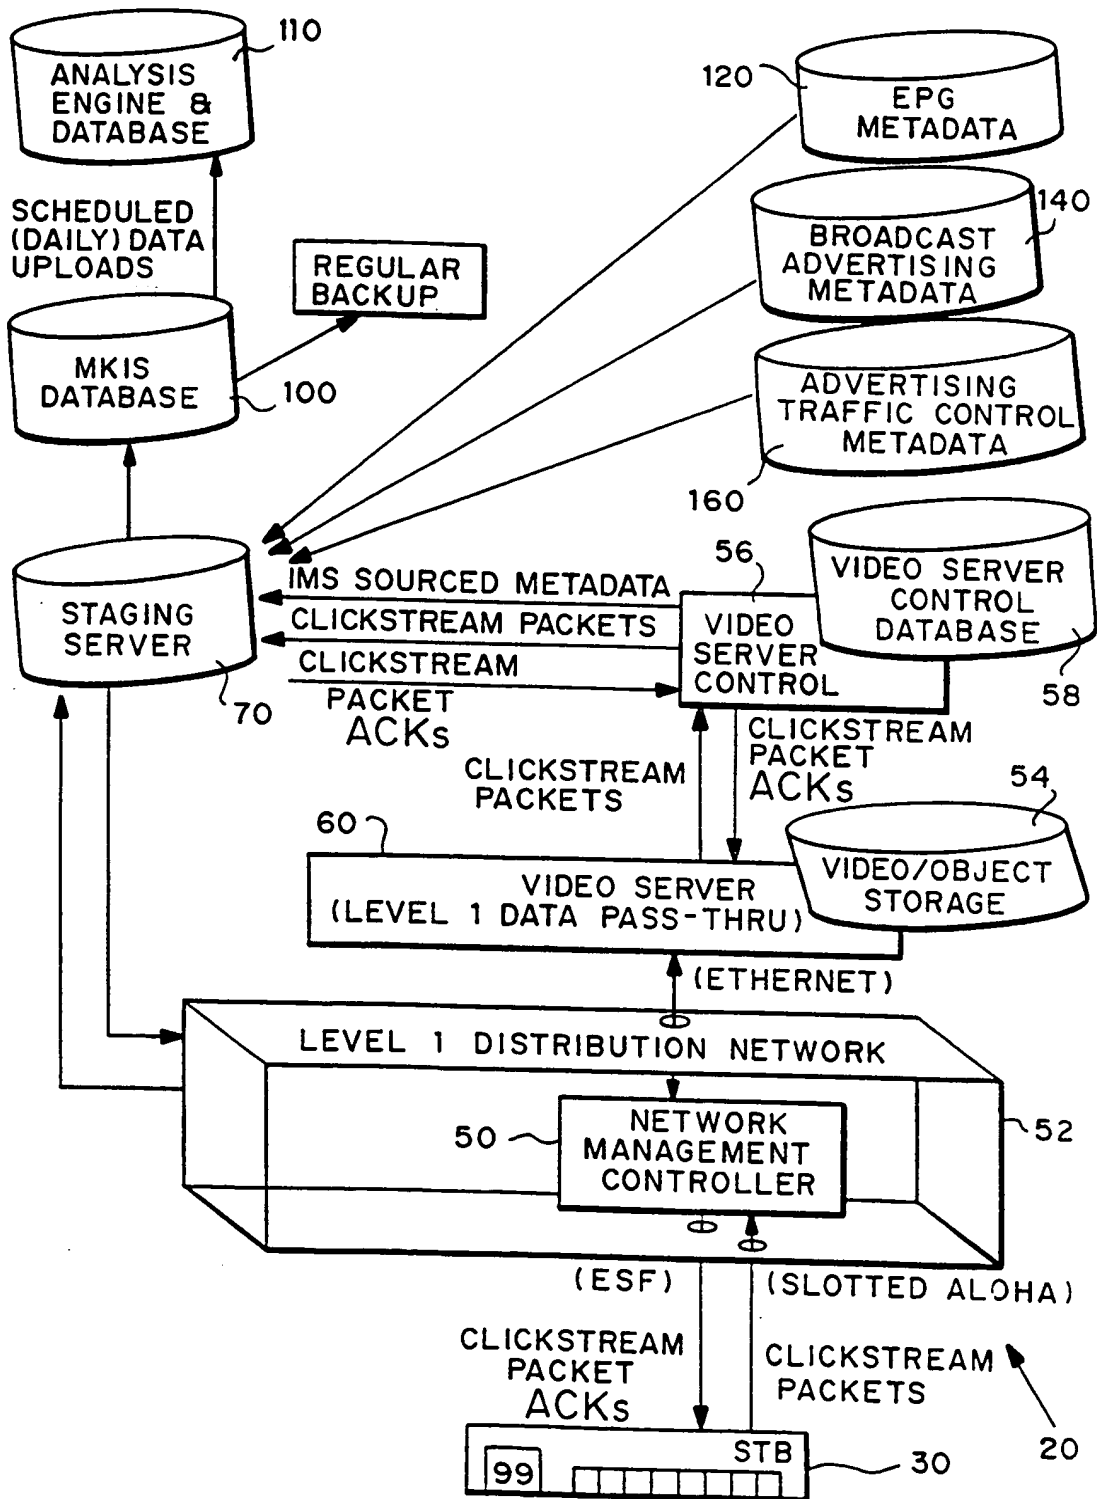 110
ANALYSIS
ENGINE &
DATABASE
120
EPG
METADATA
SCHEDULED
(DAILY) DATA
UPLOADS
140
BROADCAST
ADVERTISING
METADATA
REGULAR
BACKUP
MKIS
DATABASE
100
ADVERTISING
TRAFFIC CONTROL
METADATA
160
STAGING
SERVER
70
IMS SOURCED METADATA
CLICKSTREAM PACKETS
CLICKSTREAM
PACKET
ACKs
56
VIDEO
SERVER
CONTROL
VIDEO SERVER
CONTROL
DATABASE
58
CLICKSTREAM
PACKETS
CLICKSTREAM
PACKET
ACKs
54
VIDEO/OBJECT
STORAGE
60
VIDEO SERVER
(LEVEL 1 DATA PASS-THRU)
(ETHERNET)
LEVEL 1 DISTRIBUTION NETWORK
50
NETWORK
MANAGEMENT
CONTROLLER
52
(ESF)
(SLOTTED ALOHA)
CLICKSTREAM
PACKET
ACKs
CLICKSTREAM
PACKETS
20
STB
99
30